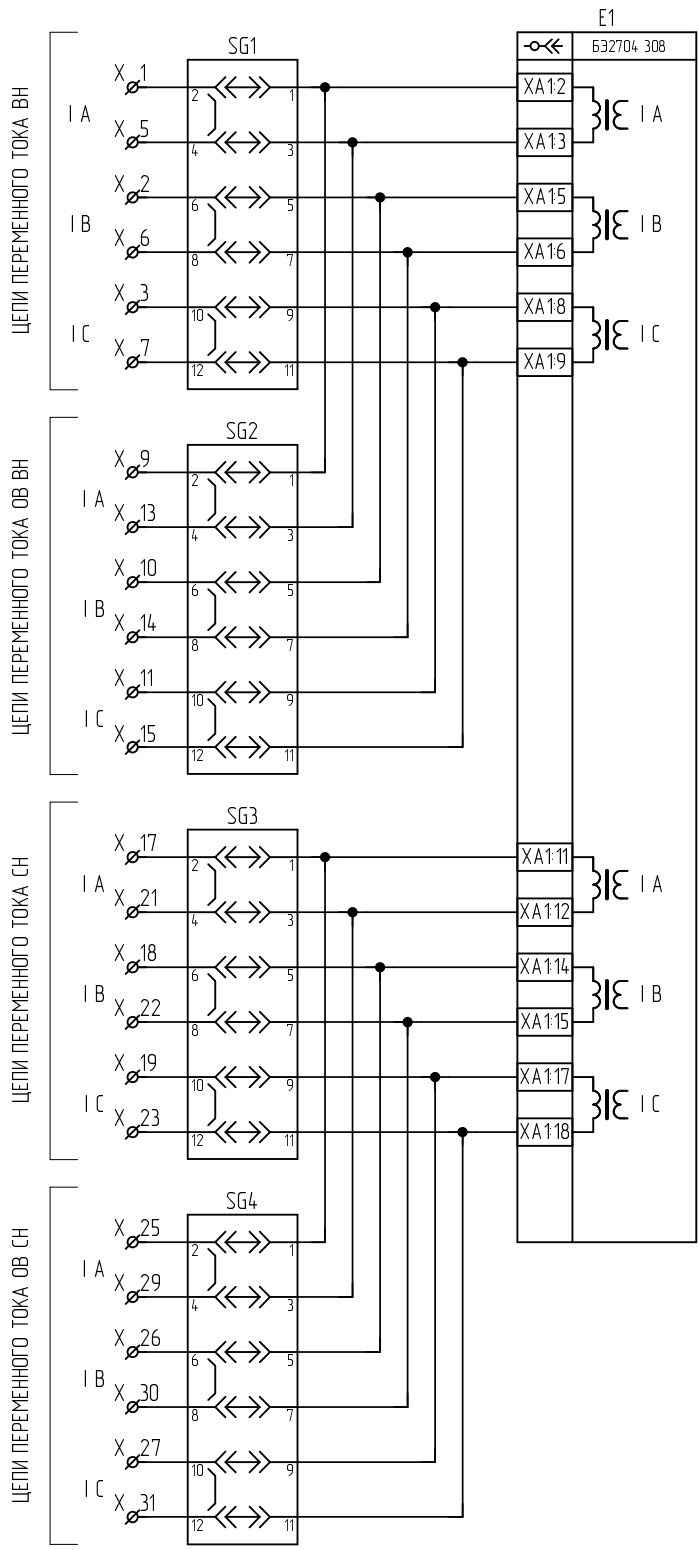 E1
БЭ2704 308
ЦЕПИ ПЕРЕМЕННОГО ТОКА ВН
SG1
X 1
2
1
XA1:2
I A
I A
X 5
4
3
XA1:3
X 2
6
5
XA1:5
I B
I B
X 6
8
7
XA1:6
X 3
10
9
XA1:8
I C
I C
X 7
12
11
XA1:9
ЦЕПИ ПЕРЕМЕННОГО ТОКА ОВ ВН
SG2
X 9
2
1
I A
X 13
4
3
X 10
6
5
I B
X 14
8
7
X 11
10
9
I C
X 15
12
11
ЦЕПИ ПЕРЕМЕННОГО ТОКА СН
SG3
X 17
2
1
XA1:11
I A
I A
X 21
4
3
XA1:12
X 18
6
5
XA1:14
I B
I B
X 22
8
7
XA1:15
X 19
10
9
XA1:17
I C
I C
X 23
12
11
XA1:18
ЦЕПИ ПЕРЕМЕННОГО ТОКА ОВ СН
SG4
X 25
2
1
I A
X 29
4
3
X 26
6
5
I B
X 30
8
7
X 27
10
9
I C
X 31
12
11